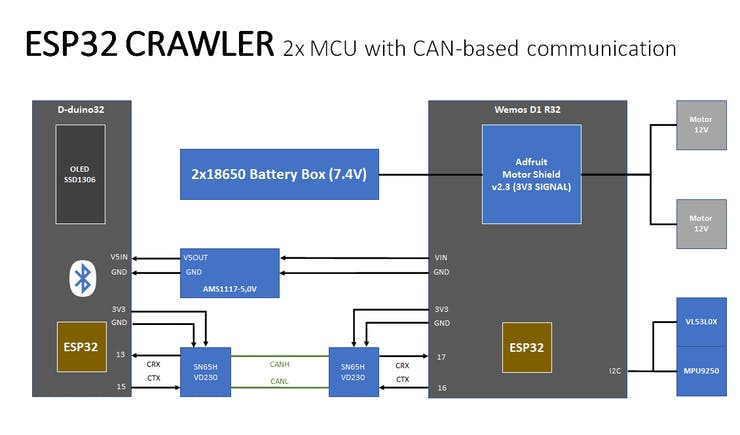 ESP32 CRAWLER 2x MCU with CAN-based communication
D-duino32
OLED
SSD1306
V5IN
GND
3V3
GND
ESP32
13
15
2x18650 Battery Box (7.4V)
V5OUT
GND
AMS1117-5,0V
CRX
CTX
SN65H
VD230
CANH
CANL
SN65H
VD230
CRX
CTX
Wemos D1 R32
Adfruit
Motor Shield
v2.3 (3V3 SIGNAL)
VIN
GND
3V3
GND
17
16
ESP32
I2C
Motor
12V
Motor
12V
VL53L0X
MPU9250